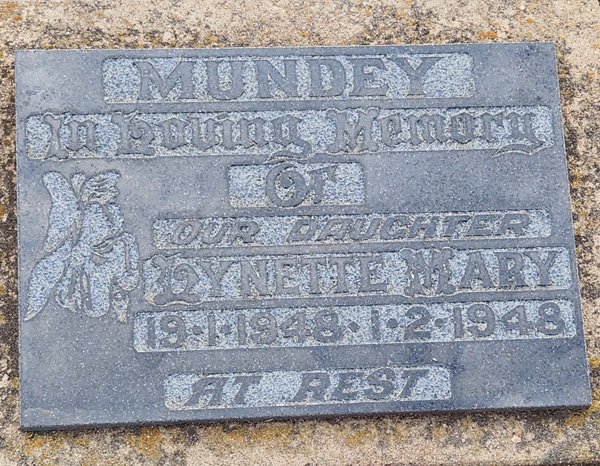 MUNDEY
In Loving Memory
Of
OUR DAUGHTER
LYNETTE MARY
19·1·1948·1·2·1948
AT REST